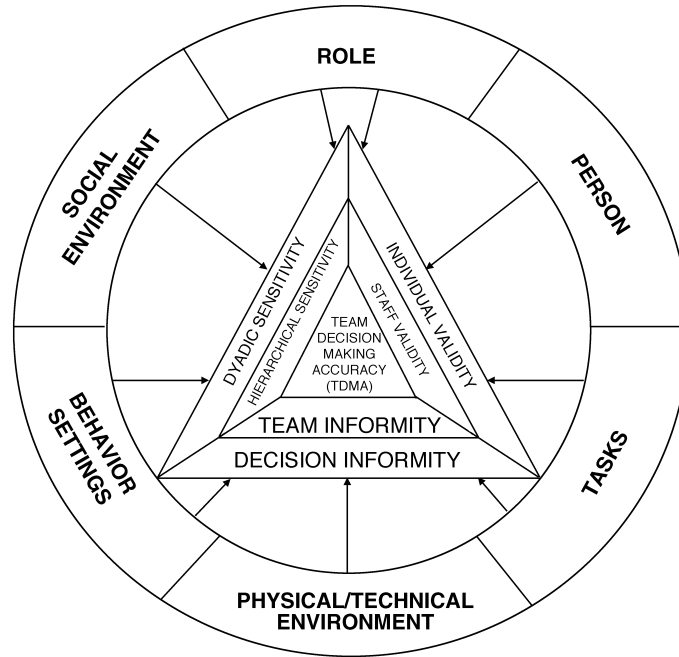 ROLE
SOCIAL
ENVIRONMENT
PERSON
DYADIC SENSITIVITY
HIERARCHICAL SENSITIVITY
INDIVIDUAL VALIDITY
STAFF VALIDITY
TEAM
DECISION
MAKING
ACCURACY
(TDMA)
TEAM INFORMITY
DECISION INFORMITY
BEHAVIOR
SETTINGS
TASKS
PHYSICAL/TECHNICAL
ENVIRONMENT